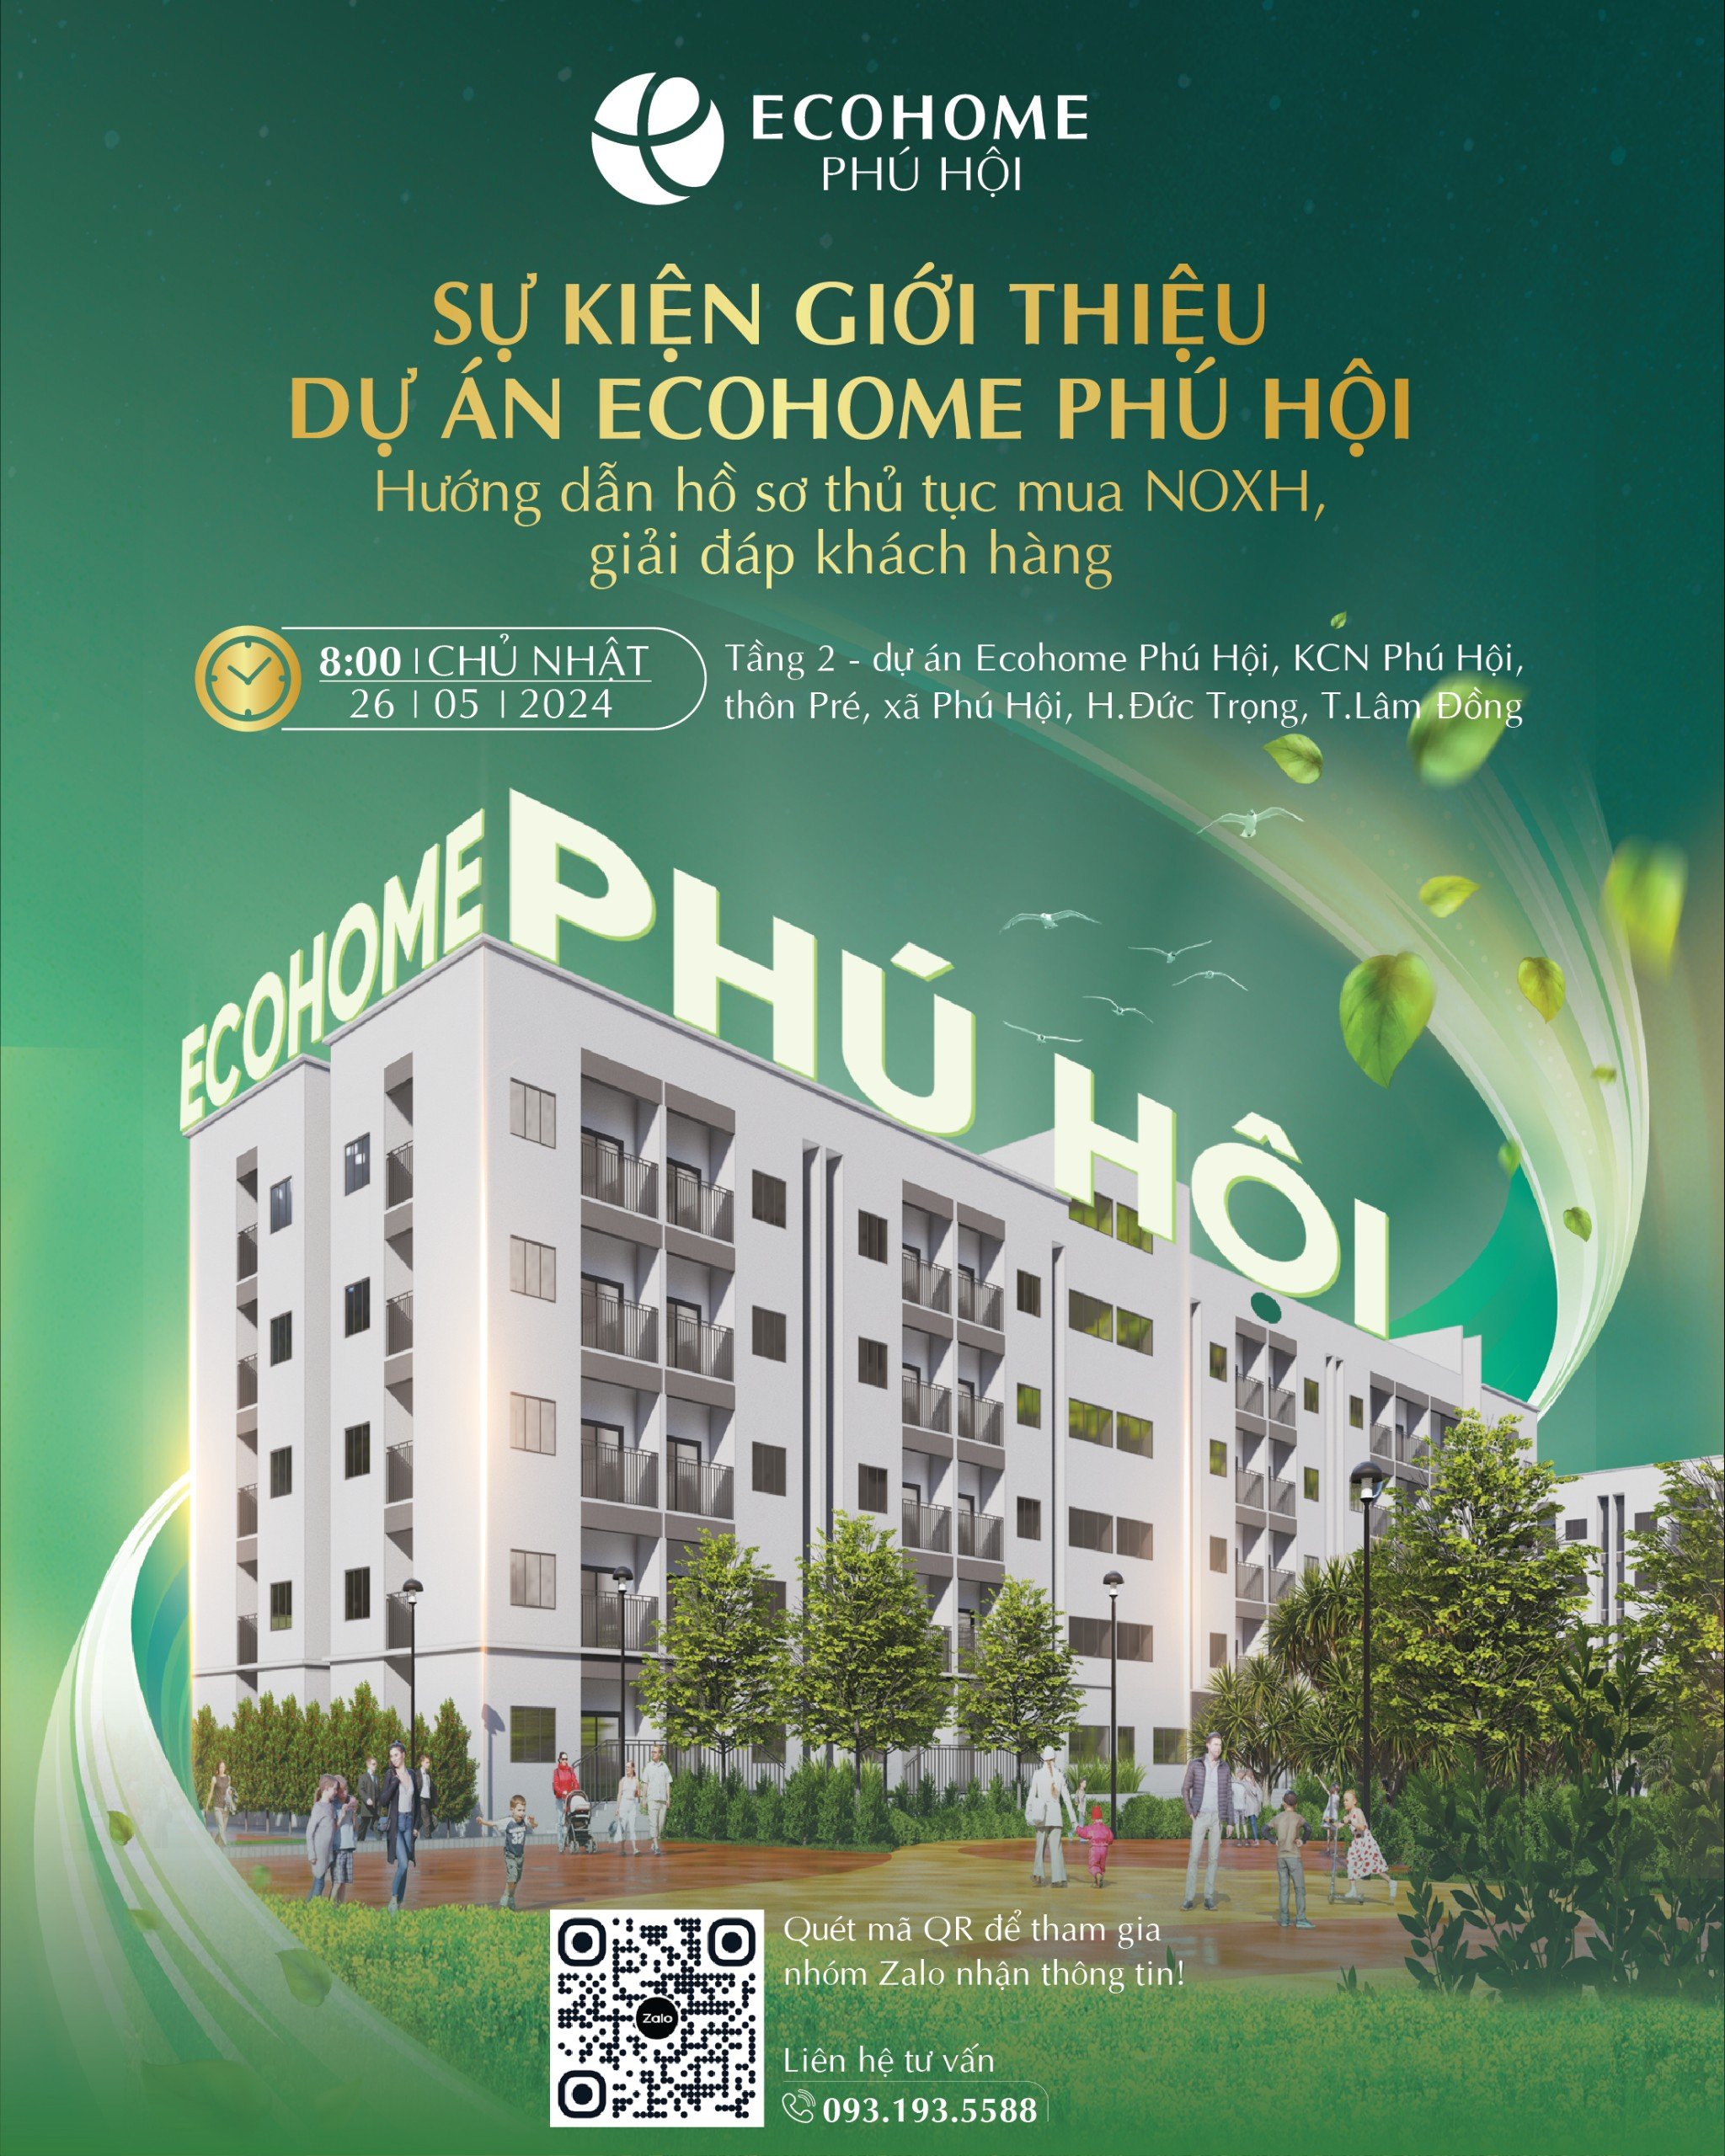 ECOHOME
PHÚ HỘI
SỰ KIỆN GIỚI THIỆU
DỰ ÁN ECOHOME PHÚ HỘI
Hướng dẫn hồ sơ thủ tục mua NOXH,
giải đáp khách hàng
8:00 | CHỦ NHẬT
26 | 05 | 2024
Tầng 2 - dự án Ecohome Phú Hội, KCN Phú Hội,
thôn Pré, xã Phú Hội, H.Đức Trọng, T.Lâm Đồng
ECOHOME PHÚ HỘI
Quét mã QR để tham gia
nhóm Zalo nhận thông tin!
Zalo
Liên hệ tư vấn
093.193.5588